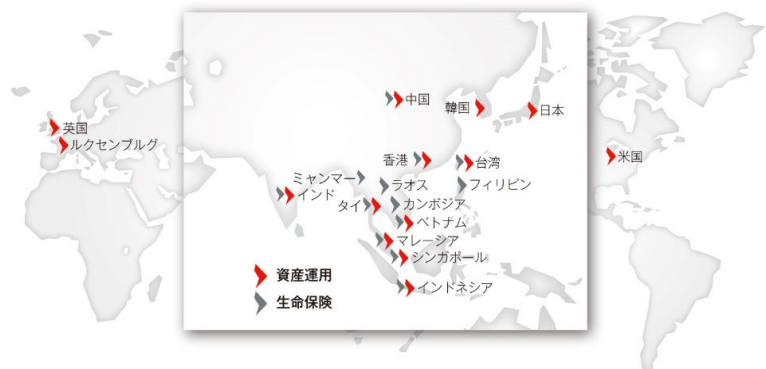 中国
韓国
日本
英国
ルクセンブルグ
香港
台湾
米国
ミャンマー
ラオス
フィリピン
インド
タイ
カンボジア
ベトナム
マレーシア
シンガポール
インドネシア
資産運用
生命保険